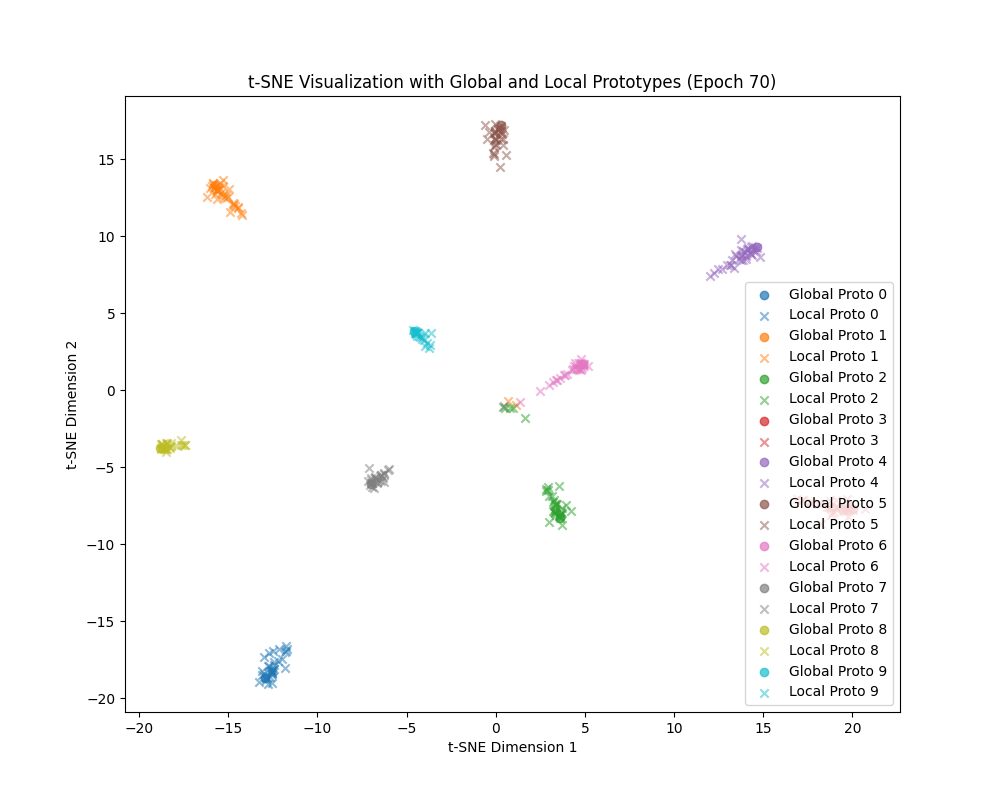 t-SNE Visualization with Global and Local Prototypes (Epoch 70)
t-SNE Dimension 2
15
10
5
0
−5
−10
−15
−20
−20
−15
−10
−5
0
5
10
15
20
t-SNE Dimension 1
Global Proto 0
Local Proto 0
Global Proto 1
Local Proto 1
Global Proto 2
Local Proto 2
Global Proto 3
Local Proto 3
Global Proto 4
Local Proto 4
Global Proto 5
Local Proto 5
Global Proto 6
Local Proto 6
Global Proto 7
Local Proto 7
Global Proto 8
Local Proto 8
Global Proto 9
Local Proto 9